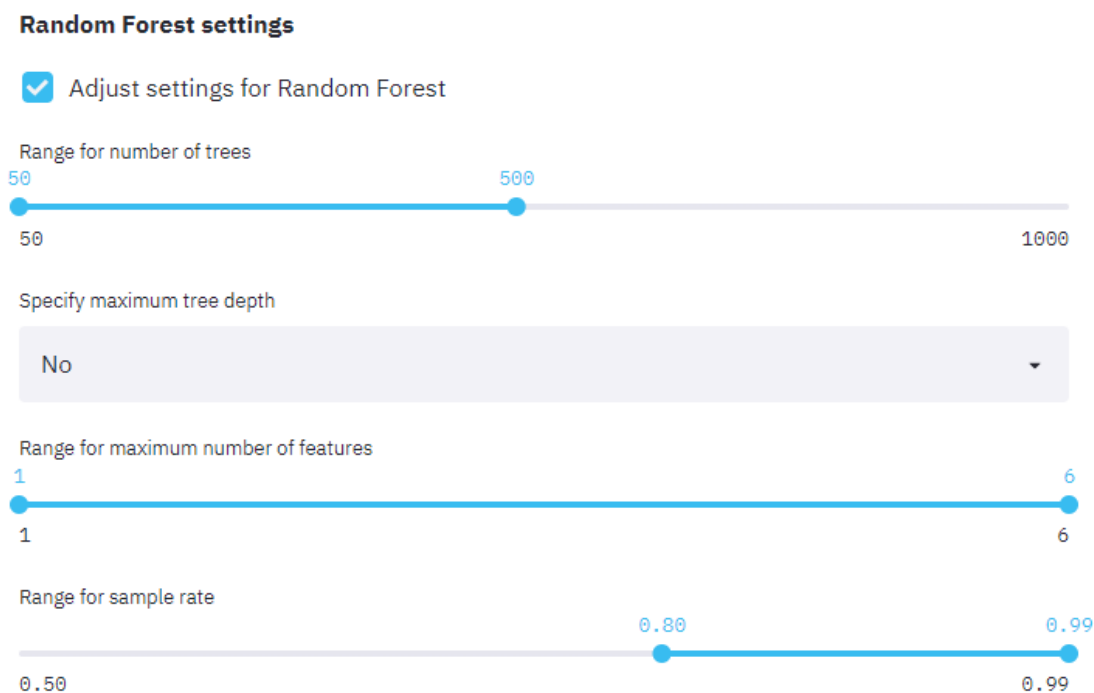 Random Forest settings
Adjust settings for Random Forest
Range for number of trees
50 500
50 1000
Specify maximum tree depth
No
Range for maximum number of features
1 6
1 6
Range for sample rate
0.80 0.99
0.50 0.99